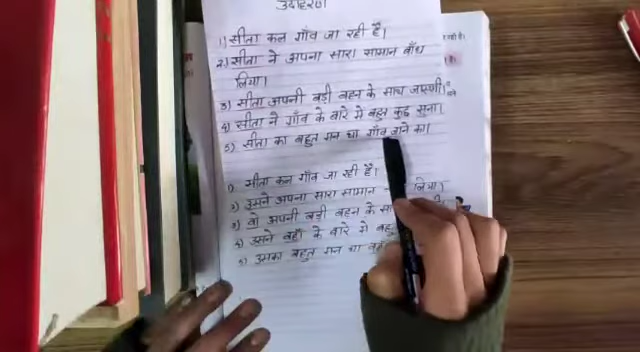 उदाहरण
1) सीता कल गाँव जा रही है।
2) सीता ने अपना सारा सामान बाँध
लिया।
3) सीता अपनी बड़ी बहन के साथ जाएगी।
4) सीता ने गाँव के बारे मे बहुत कुछ सुना।
5) सीता का बहुत मन था गाँव जाने का।
1) सीता कल गाँव जा रही है।
2) उसने अपना सारा सामान लिया।
3) वो अपनी बड़ी बहन के
4) उसने वहाँ के बारे मे
5) उसका बहुत मन था